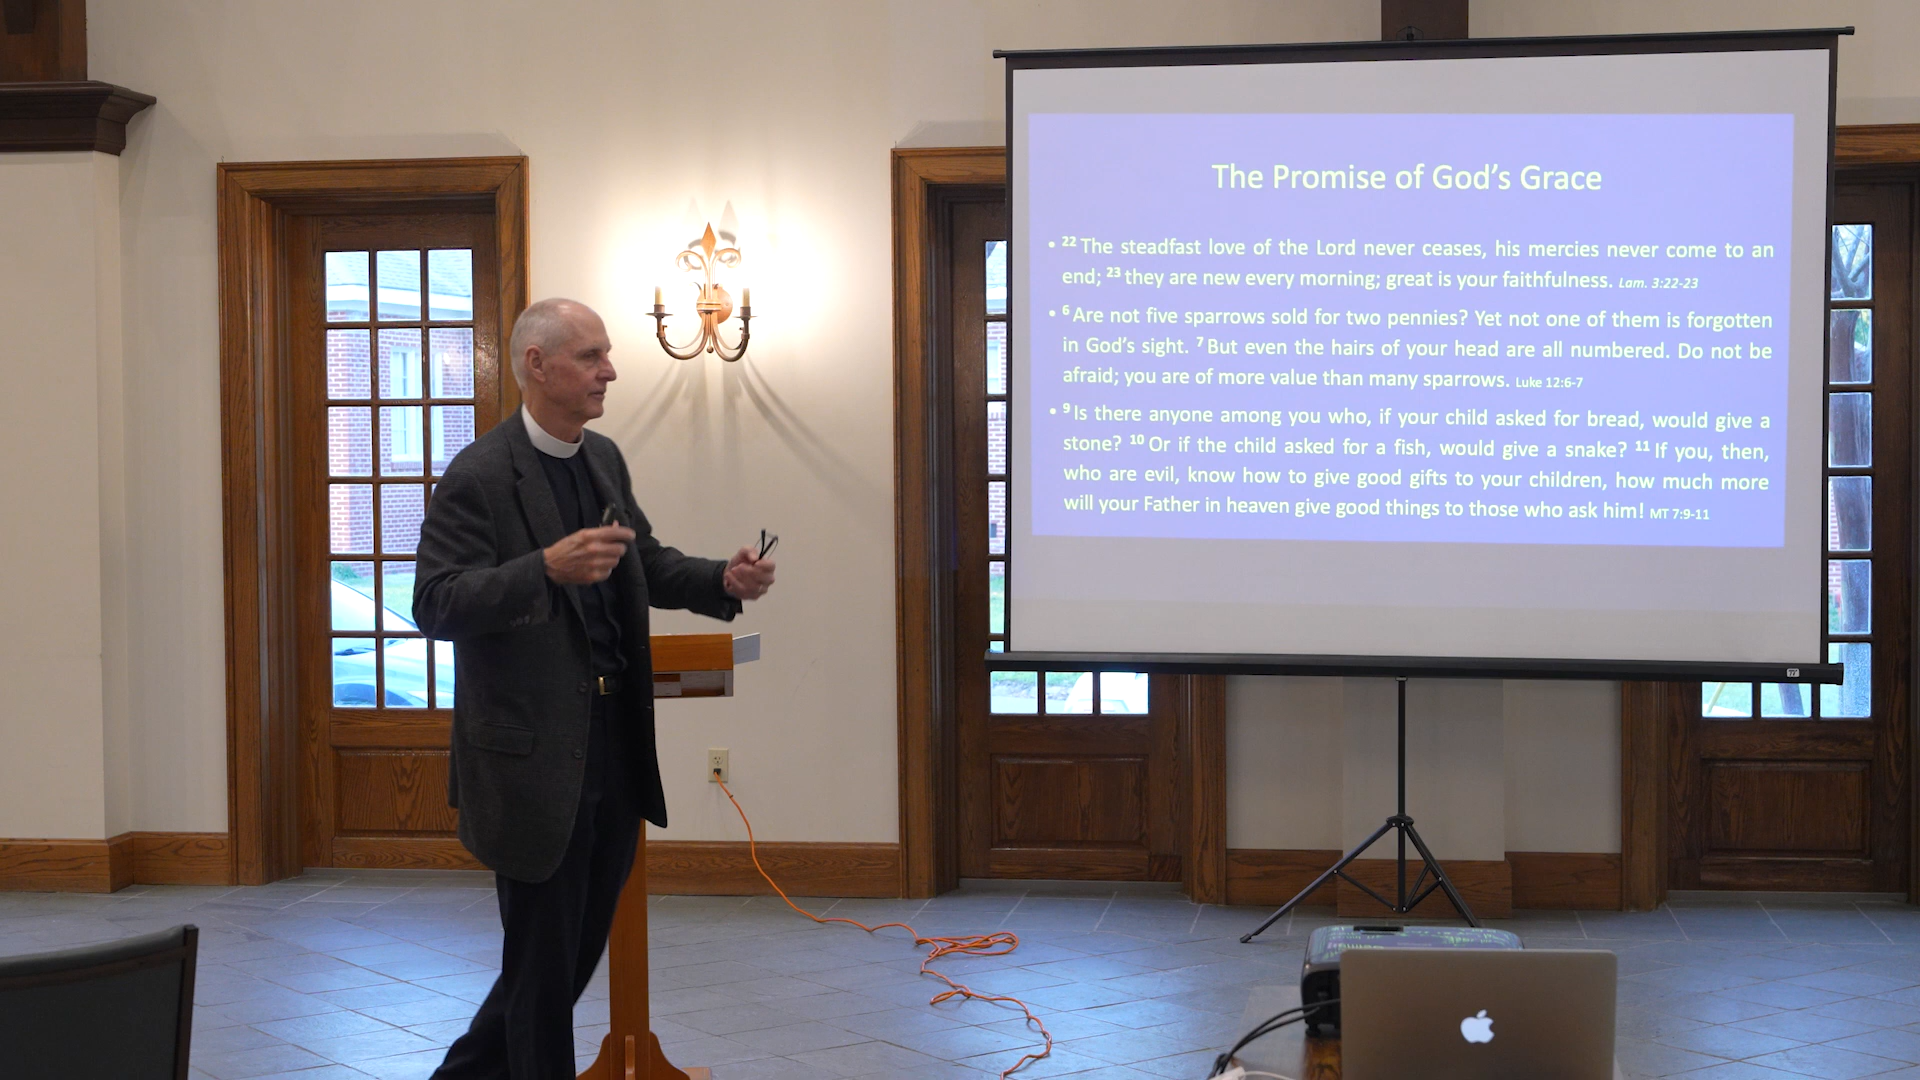 The Promise of God’s Grace
• 22 The steadfast love of the Lord never ceases, his mercies never come to an
end; 23 they are new every morning; great is your faithfulness. Lam. 3:22-23
• 6 Are not five sparrows sold for two pennies? Yet not one of them is forgotten
in God’s sight. 7 But even the hairs of your head are all numbered. Do not be
afraid; you are of more value than many sparrows. Luke 12:6-7
• 9 Is there anyone among you who, if your child asked for bread, would give a
stone? 10 Or if the child asked for a fish, would give a snake? 11 If you, then,
who are evil, know how to give good gifts to your children, how much more
will your Father in heaven give good things to those who ask him! MT 7:9-11